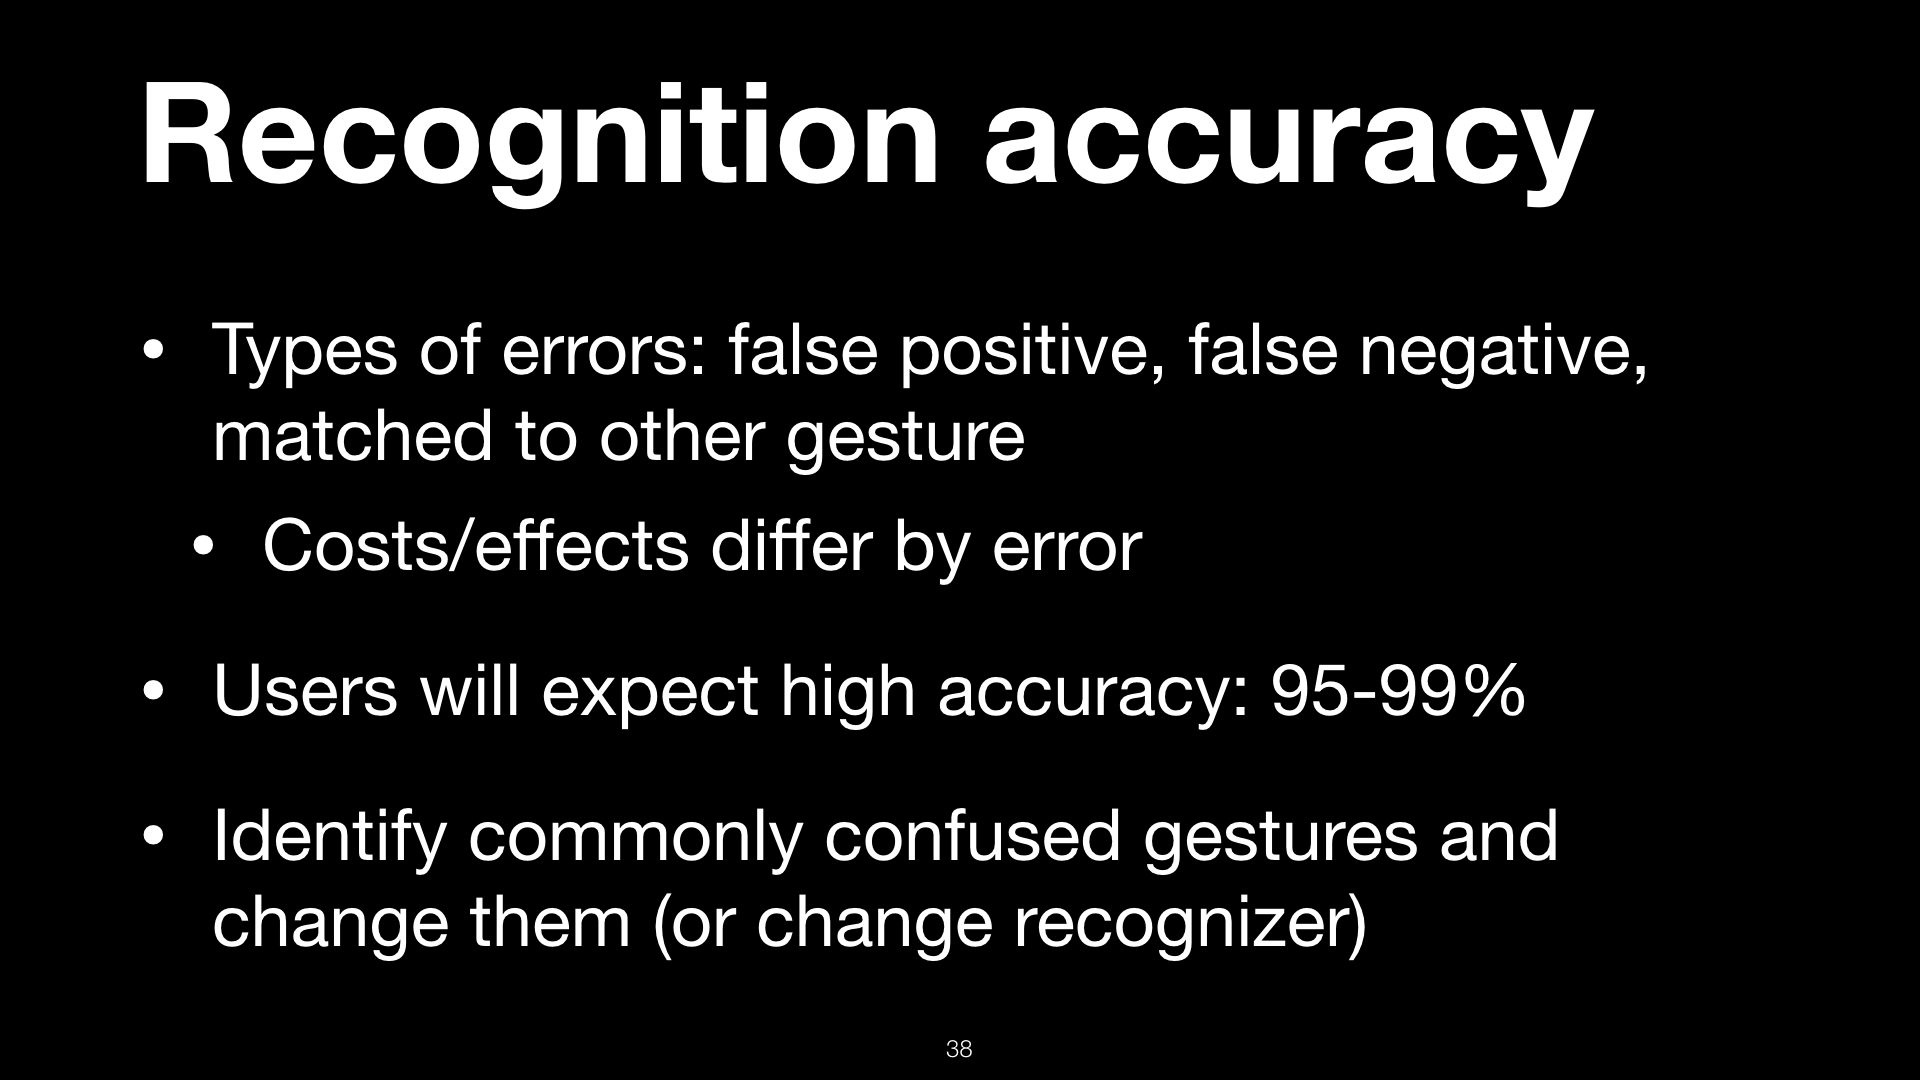 Recognition accuracy
• Types of errors: false positive, false negative,
matched to other gesture
• Costs/effects differ by error
• Users will expect high accuracy: 95-99%
• Identify commonly confused gestures and
change them (or change recognizer)
38